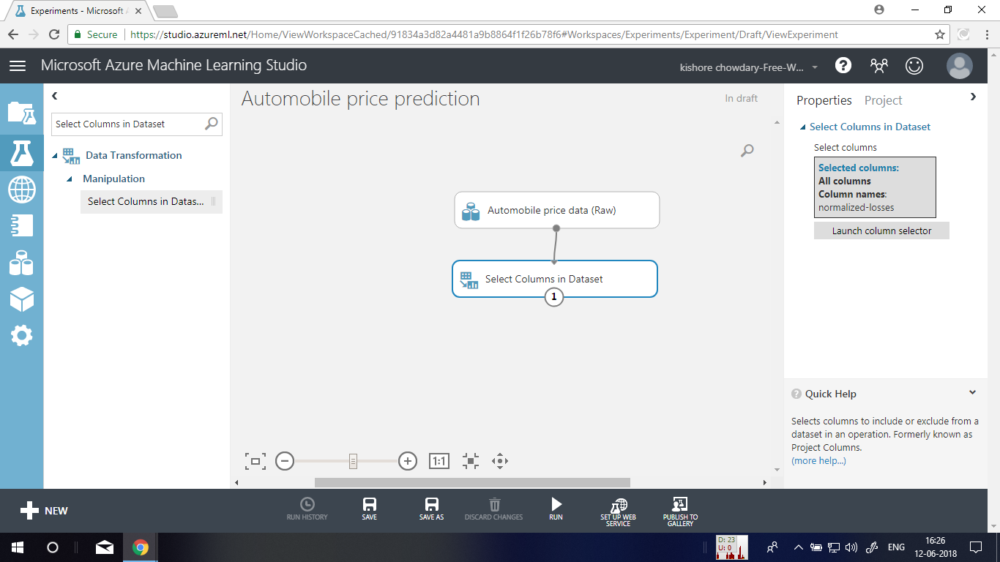 Experiments - Microsoft A
Secure
https://studio.azureml.net/Home/ViewWorkspaceCached/91834a3d82a4481a9b8864f1f26b78f6#Workspaces/Experiments/Experiment/Draft/ViewExperiment
Microsoft Azure Machine Learning Studio
kishore chowdary-Free-W...
?
Select Columns in Dataset
Data Transformation
Manipulation
Select Columns in Datas...
Automobile price prediction
In draft
Automobile price data (Raw)
Select Columns in Dataset
1
1:1
Properties
Project
Select Columns in Dataset
Select columns
Selected columns:
All columns
Column names:
normalized-losses
Launch column selector
? Quick Help
Selects columns to include or exclude from a
dataset in an operation. Formerly known as
Project Columns.
(more help...)
NEW
RUN HISTORY
SAVE
SAVE AS
DISCARD CHANGES
RUN
SET UP WEB
SERVICE
PUBLISH TO
GALLERY
D: 23
U: 0
ENG
16:26
12-06-2018